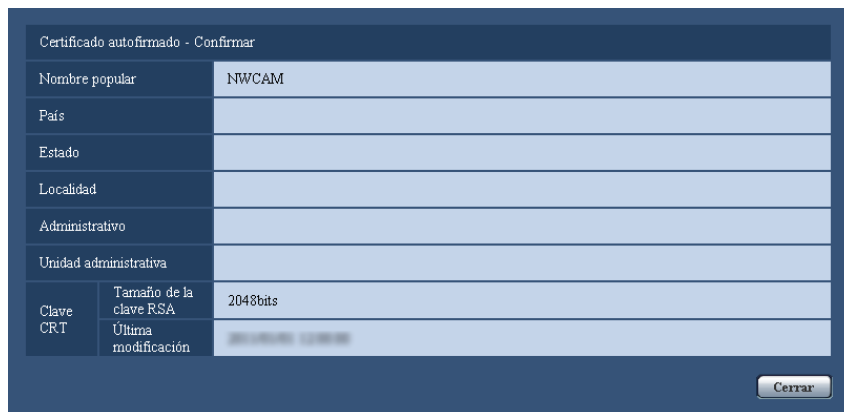 Certificado autofirmado - Confirmar
Nombre popular NWCAM
País
Estado
Localidad
Administrativo
Unidad administrativa
Clave CRT
Tamaño de la clave RSA 2048bits
Última modificación
Cerrar